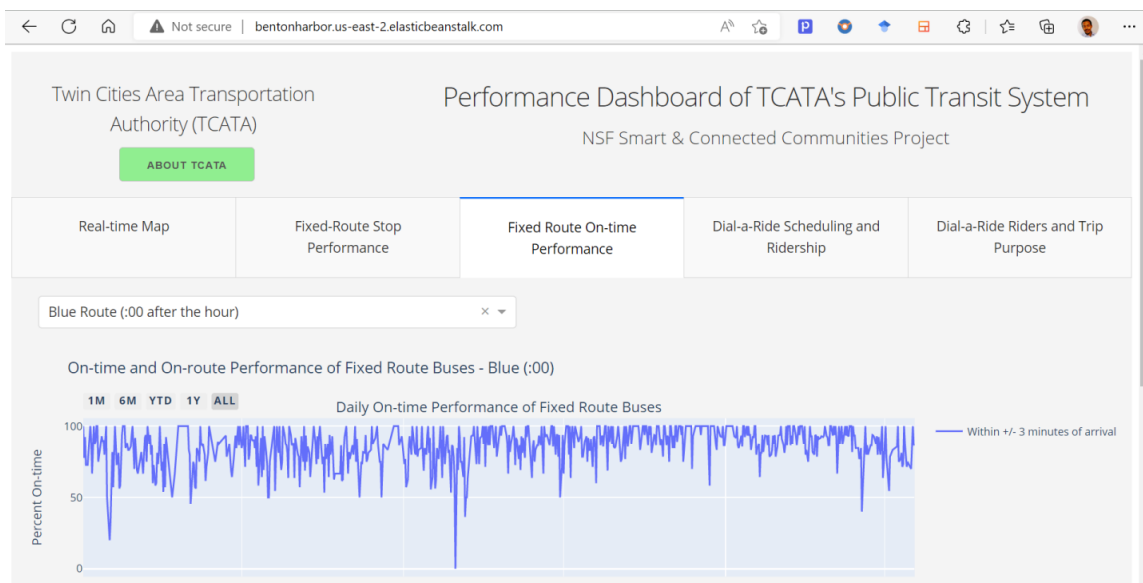 Not secure | bentonharbor.us-east-2.elasticbeanstalk.com
Twin Cities Area Transportation
Authority (TCATA)
ABOUT TCATA
Performance Dashboard of TCATA's Public Transit System
NSF Smart & Connected Communities Project
Real-time Map
Fixed-Route Stop
Performance
Fixed Route On-time
Performance
Dial-a-Ride Scheduling and
Ridership
Dial-a-Ride Riders and Trip
Purpose
Blue Route (:00 after the hour)
On-time and On-route Performance of Fixed Route Buses - Blue (:00)
1M 6M YTD 1Y ALL
Daily On-time Performance of Fixed Route Buses
Percent On-time
100
50
0
Within +/- 3 minutes of arrival